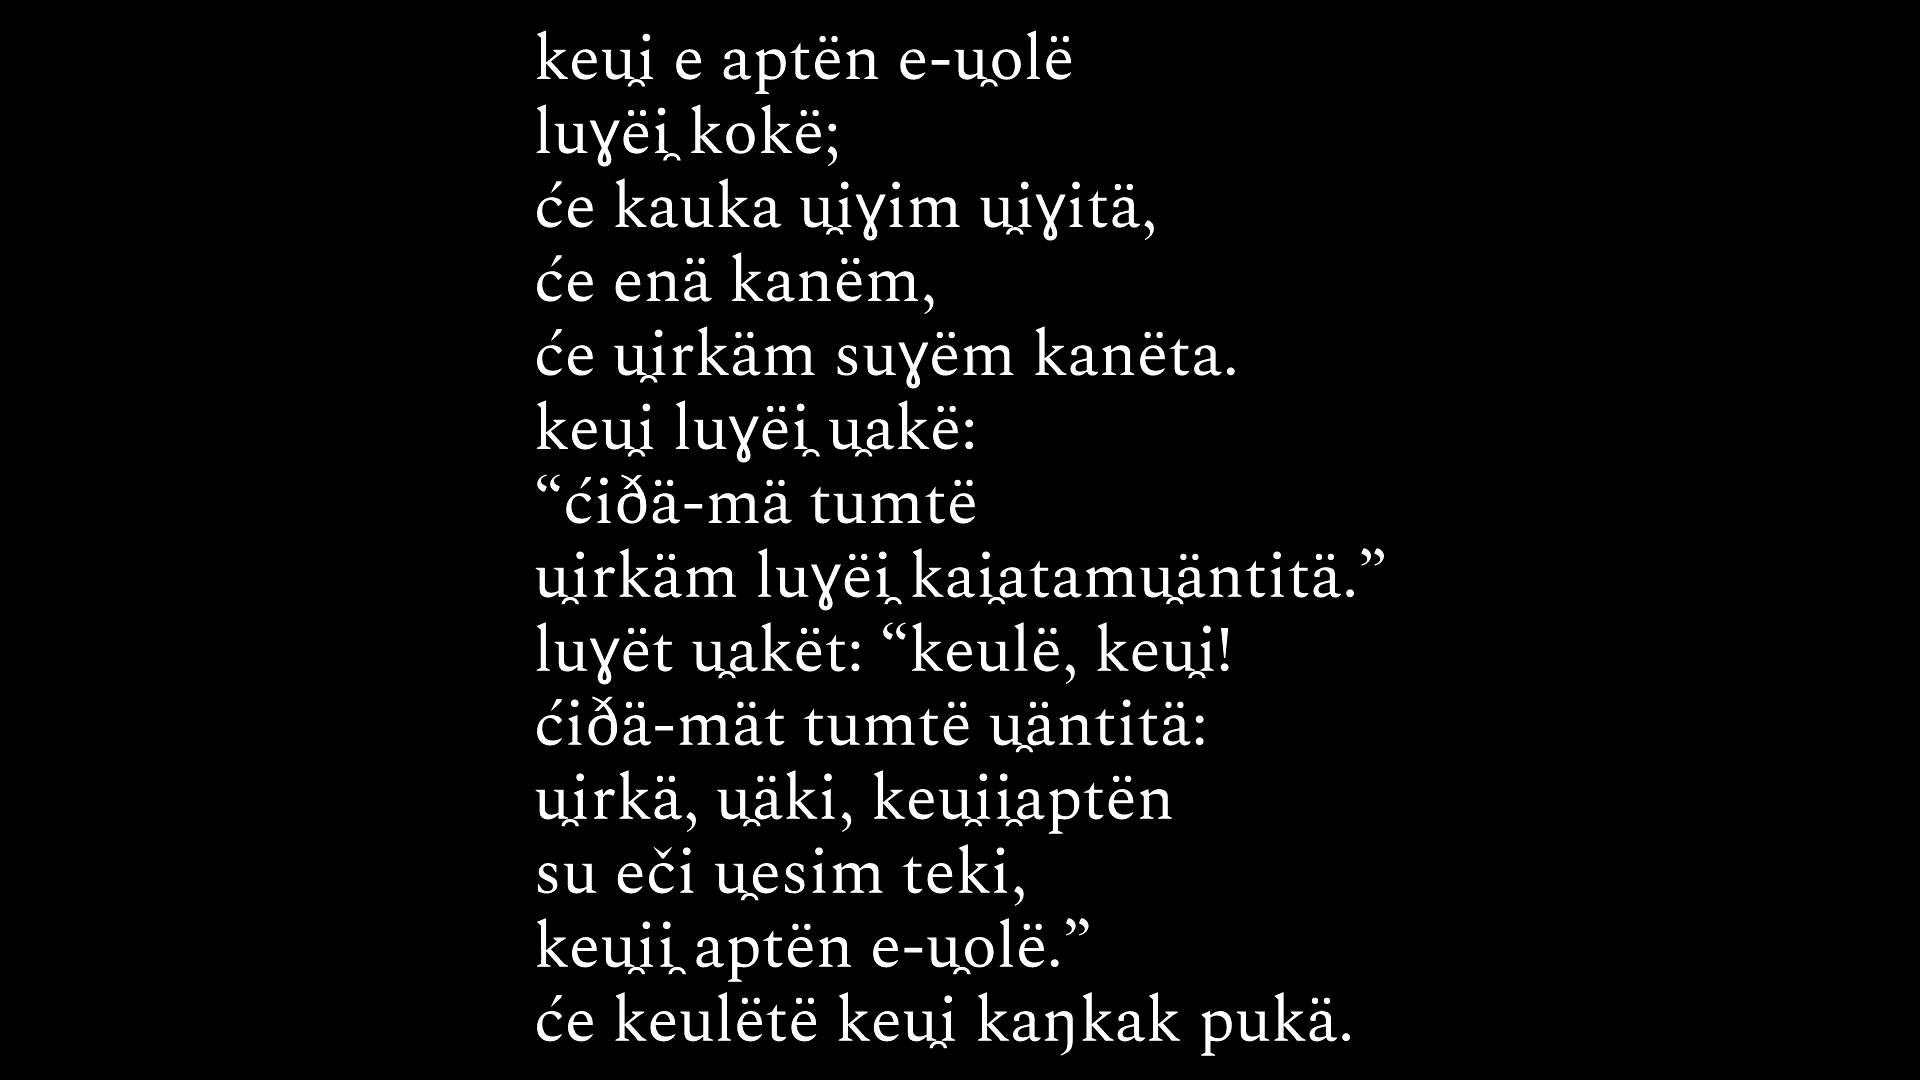 keu̯i e aptën e-u̯olë
luɣëi̯ kokë;
će kauka u̯iɣim u̯iɣitä,
će enä kanëm,
će u̯irkäm suɣëm kanëta.
keu̯i luɣëi̯ u̯akë:
“ćiðä-mä tumtë
u̯irkäm luɣëi̯ kai̯atamu̯äntitä.”
luɣët u̯akët: “keulë, keu̯i!
ćiðä-mät tumtë u̯äntitä:
u̯irkä, u̯äki, keu̯ii̯aptën
su eči u̯esim teki,
keu̯ii̯ aptën e-u̯olë.”
će keulëtë keu̯i kaŋkak pukä.